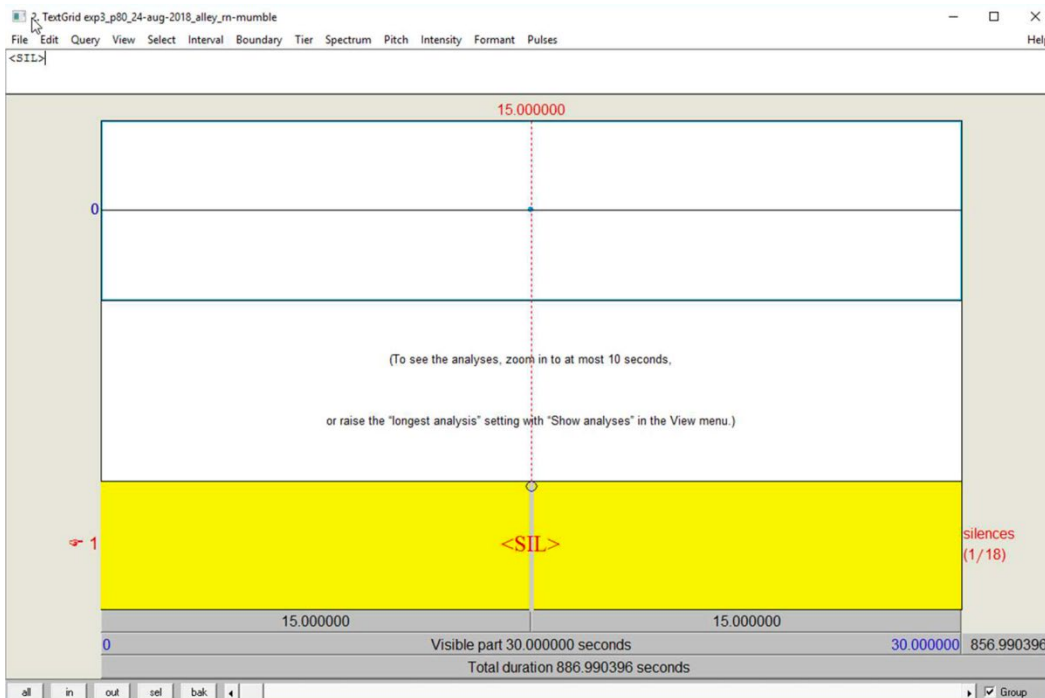 2. TextGrid exp3_p80_24-aug-2018_alley_rn-mumble
File Edit Query View Select Interval Boundary Tier Spectrum Pitch Intensity Formant Pulses Help
<SIL>
15.000000
0
(To see the analyses, zoom in to at most 10 seconds,
or raise the “longest analysis” setting with “Show analyses” in the View menu.)
☞ 1 <SIL> silences
(1/18)
15.000000 15.000000
0 Visible part 30.000000 seconds 30.000000 856.990396
Total duration 886.990396 seconds
all in out sel bak Group